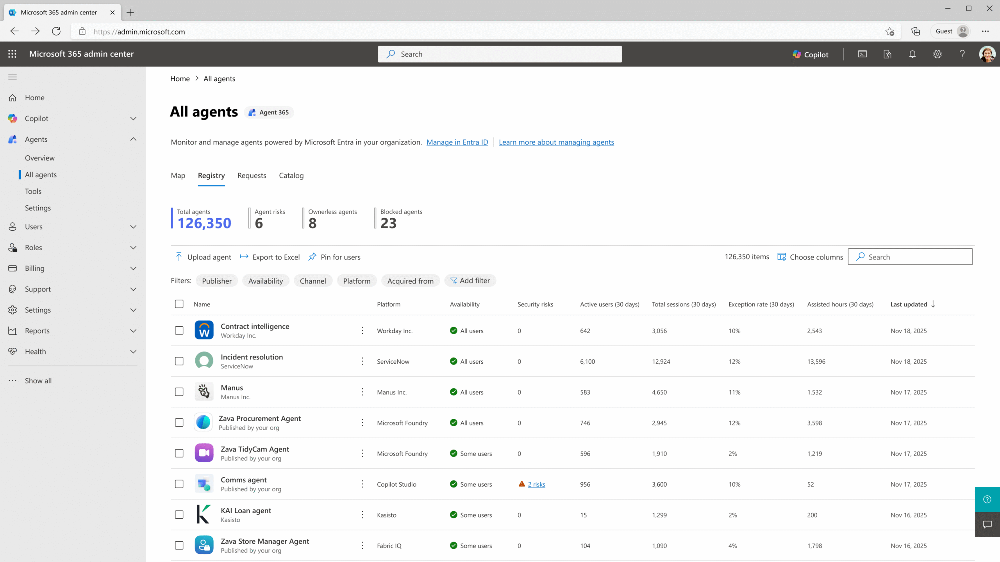 Microsoft 365 admin center
https://admin.microsoft.com
Guest
Microsoft 365 admin center
Search
Copilot
Home
Copilot
Agents
Overview
All agents
Tools
Settings
Users
Roles
Billing
Support
Settings
Reports
Health
Show all
Home > All agents
All agents
Agent 365
Monitor and manage agents powered by Microsoft Entra in your organization. Manage in Entra ID | Learn more about managing agents
Map Registry Requests Catalog
Total agents Agent risks Ownerless agents Blocked agents
126,350 6 8 23
Upload agent Export to Excel Pin for users 126,350 items Choose columns Search
Filters: Publisher Availability Channel Platform Acquired from Add filter
Name Platform Availability Security risks Active users (30 days) Total sessions (30 days) Exception rate (30 days) Assisted hours (30 days) Last updated ↓
Contract intelligence
Workday Inc.
Workday Inc. All users 0 642 3,056 10% 2,543 Nov 18, 2025
Incident resolution
ServiceNow
ServiceNow All users 0 6,100 12,924 12% 13,596 Nov 18, 2025
Manus
Manus Inc.
Manus Inc. All users 0 583 4,650 11% 1,532 Nov 17, 2025
Zava Procurement Agent
Published by your org
Microsoft Foundry All users 0 746 2,945 12% 3,598 Nov 17, 2025
Zava TidyCam Agent
Published by your org
Microsoft Foundry Some users 0 596 1,910 2% 1,219 Nov 17, 2025
Comms agent
Published by your org
Copilot Studio Some users 2 risks 956 3,600 10% 52 Nov 17, 2025
KAI Loan agent
Kasisto
Kasisto Some users 0 15 1,299 2% 200 Nov 16, 2025
Zava Store Manager Agent
Published by your org
Fabric IQ Some users 0 104 1,090 4% 1,798 Nov 16, 2025